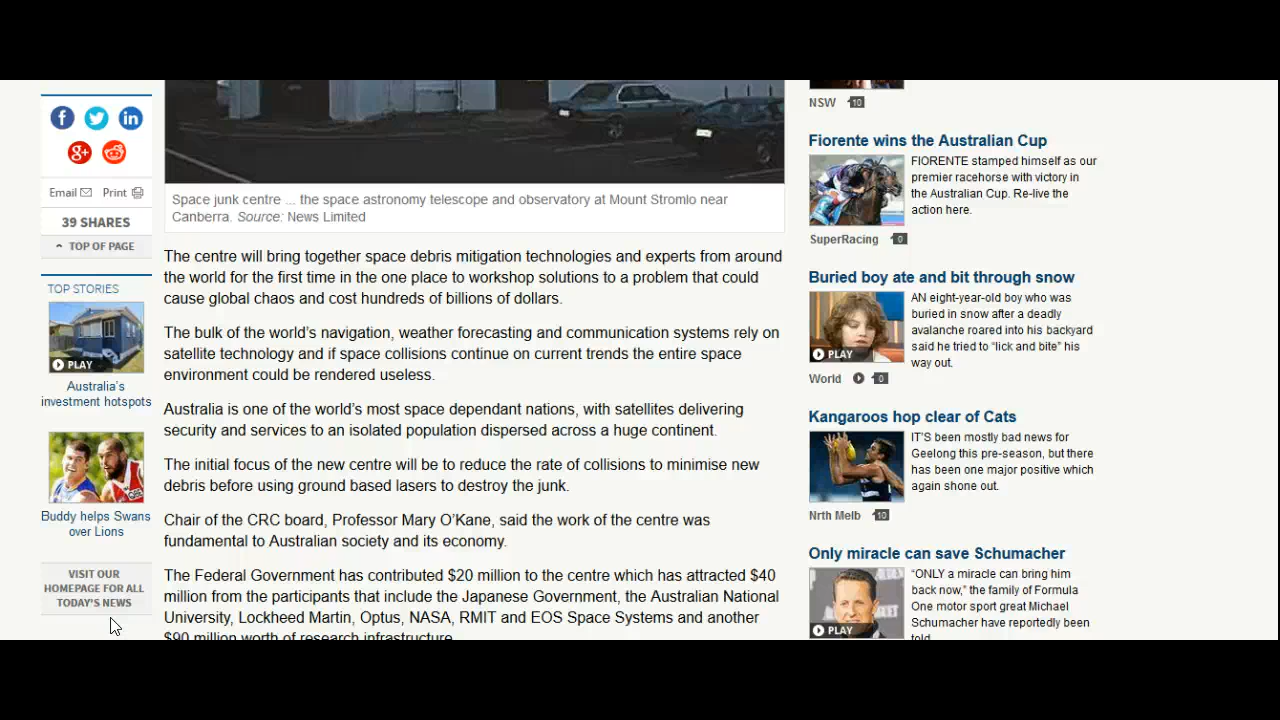 Email
Print
39 SHARES
TOP OF PAGE
TOP STORIES
PLAY
Australia's
investment hotspots
Buddy helps Swans
over Lions
VISIT OUR
HOMEPAGE FOR ALL
TODAY'S NEWS
Space junk centre ... the space astronomy telescope and observatory at Mount Stromlo near
Canberra. Source: News Limited
The centre will bring together space debris mitigation technologies and experts from around
the world for the first time in the one place to workshop solutions to a problem that could
cause global chaos and cost hundreds of billions of dollars.
The bulk of the world's navigation, weather forecasting and communication systems rely on
satellite technology and if space collisions continue on current trends the entire space
environment could be rendered useless.
Australia is one of the world's most space dependant nations, with satellites delivering
security and services to an isolated population dispersed across a huge continent.
The initial focus of the new centre will be to reduce the rate of collisions to minimise new
debris before using ground based lasers to destroy the junk.
Chair of the CRC board, Professor Mary O'Kane, said the work of the centre was
fundamental to Australian society and its economy.
The Federal Government has contributed $20 million to the centre which has attracted $40
million from the participants that include the Japanese Government, the Australian National
University, Lockheed Martin, Optus, NASA, RMIT and EOS Space Systems and another
$90 million worth of research infrastructure.
NSW 10
Fiorente wins the Australian Cup
FIORENTE stamped himself as our
premier racehorse with victory in
the Australian Cup. Re-live the
action here.
SuperRacing 0
Buried boy ate and bit through snow
AN eight-year-old boy who was
buried in snow after a deadly
avalanche roared into his backyard
said he tried to "lick and bite" his
way out.
PLAY
World 0
Kangaroos hop clear of Cats
IT'S been mostly bad news for
Geelong this pre-season, but there
has been one major positive which
again shone out.
Nrth Melb 10
Only miracle can save Schumacher
"ONLY a miracle can bring him
back now," the family of Formula
One motor sport great Michael
Schumacher have reportedly been
told.
PLAY